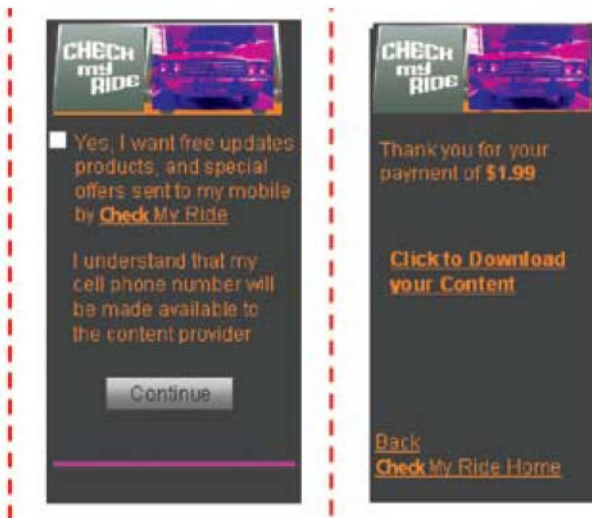 CHECK
my
RIDE
Yes, I want free updates
products, and special
offers sent to my mobile
by Check My Ride
I understand that my
cell phone number will
be made available to
the content provider
Continue
CHECK
my
RIDE
Thank you for your
payment of $1.99
Click to Download
your Content
Back
Check My Ride Home